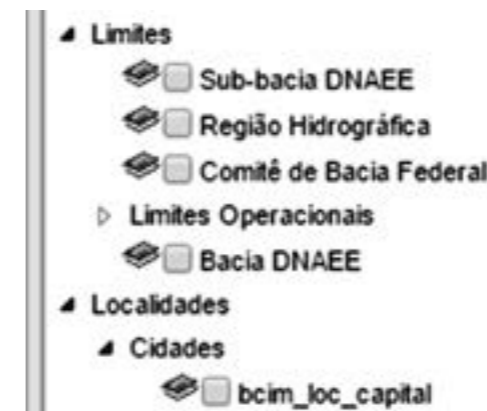 Limites
Sub-bacia DNAEE
Região Hidrográfica
Comitê de Bacia Federal
Limites Operacionais
Bacia DNAEE
Localidades
Cidades
bcim_loc_capital